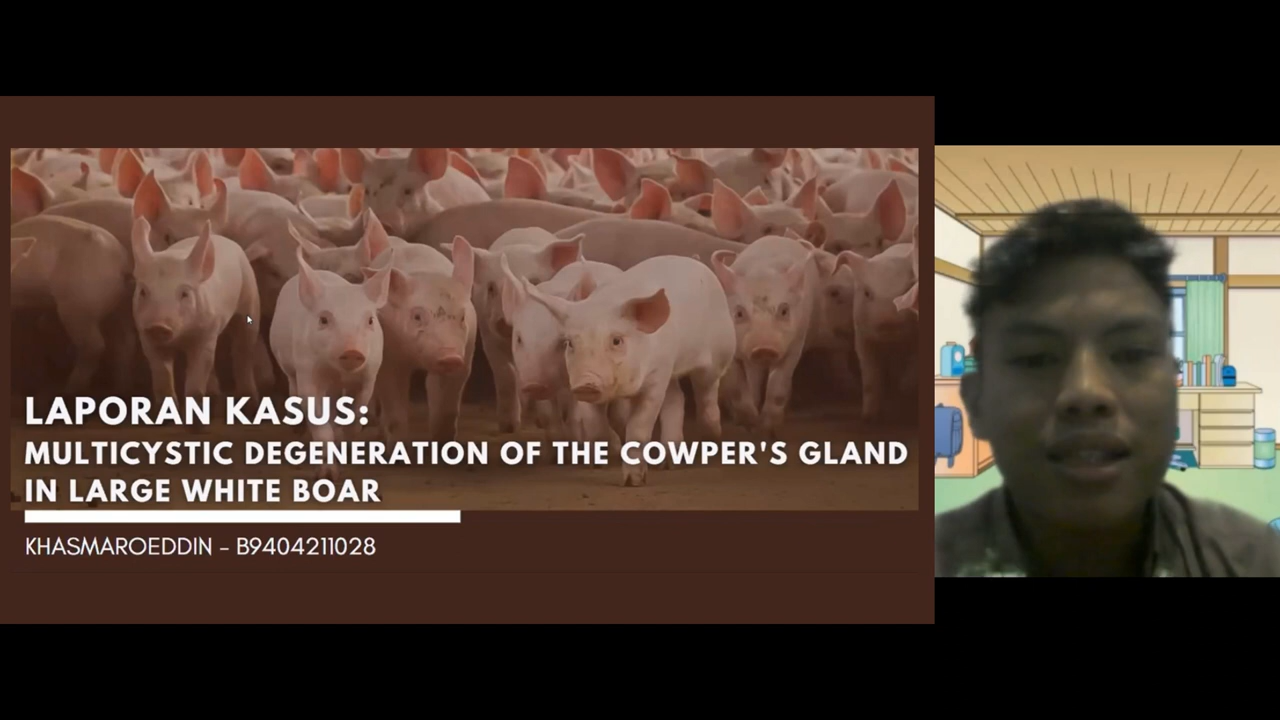 LAPORAN KASUS:
MULTICYSTIC DEGENERATION OF THE COWPER'S GLAND
IN LARGE WHITE BOAR
KHASMAROEDDIN - B9404211028